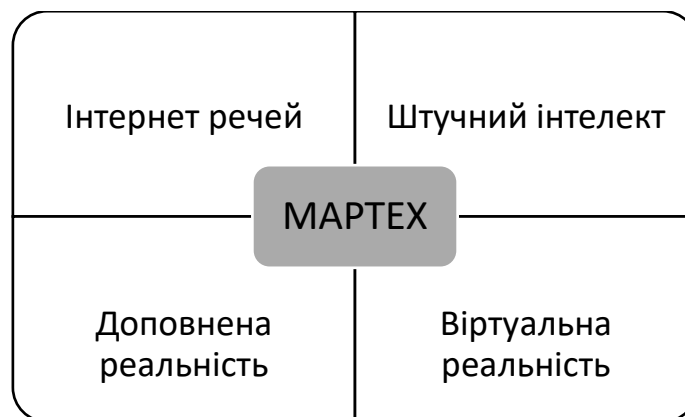 Інтернет речей
Штучний інтелект
МАРТЕХ
Доповнена
реальність
Віртуальна
реальність